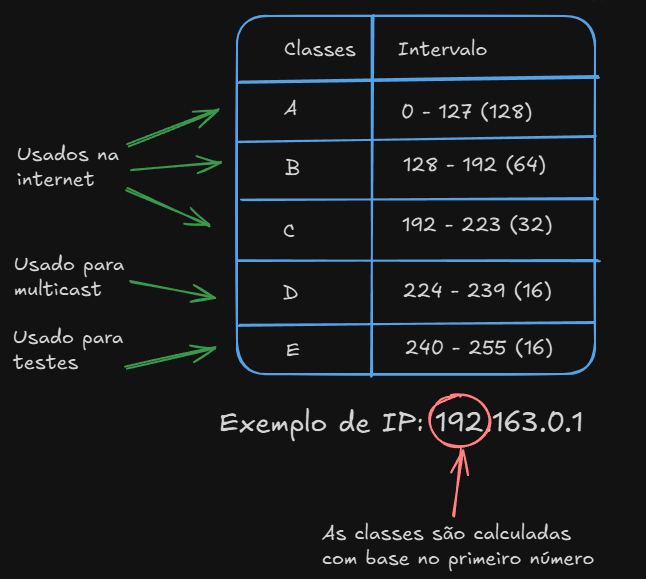 Classes Intervalo
A 0 - 127 (128)
Usados na
internet
B 128 - 192 (64)
C 192 - 223 (32)
Usado para
multicast
D 224 - 239 (16)
Usado para
testes
E 240 - 255 (16)
Exemplo de IP: 192.163.0.1
As classes são calculadas
com base no primeiro número